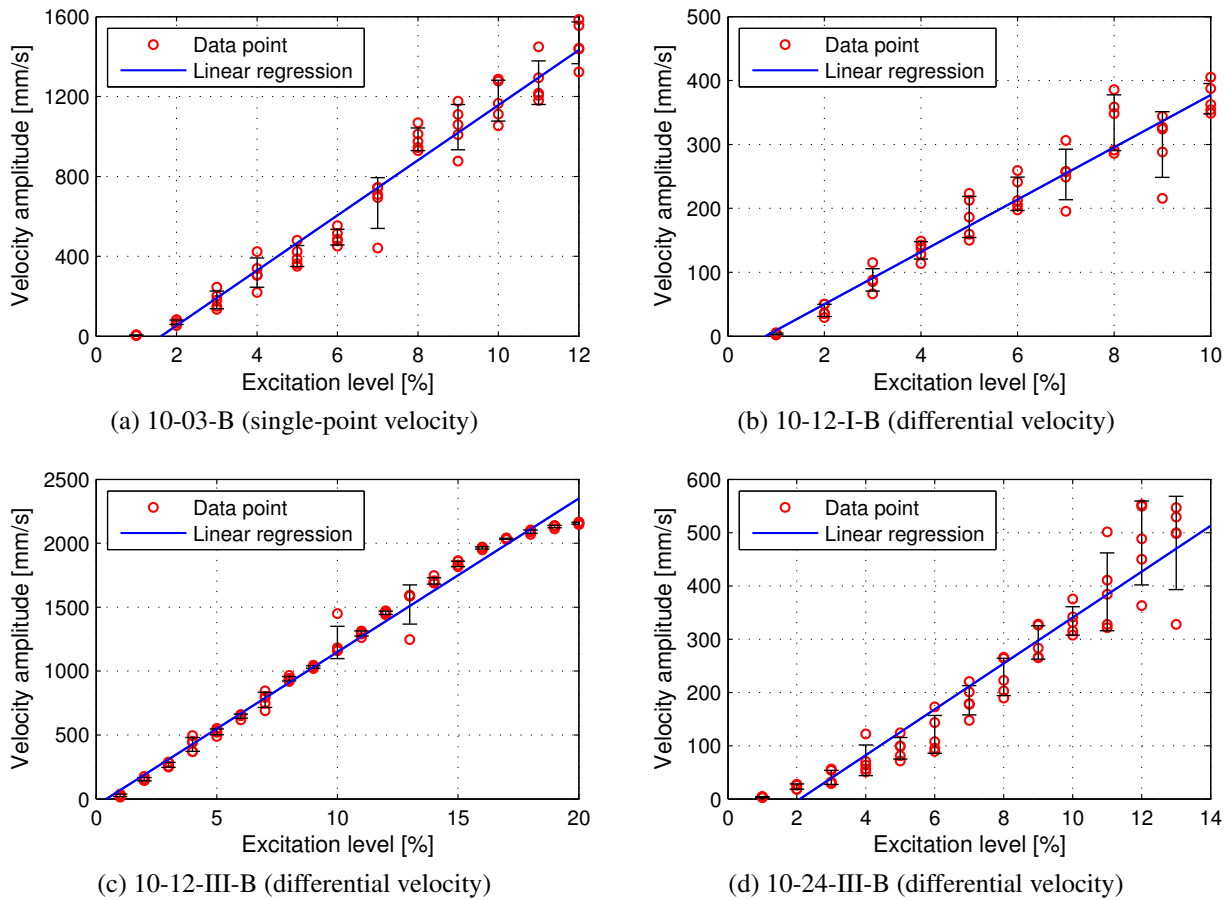 1600
1200
800
400
0
Velocity amplitude [mm/s]
Data point
Linear regression
0 2 4 6 8 10 12
Excitation level [%]
(a) 10-03-B (single-point velocity)
500
400
300
200
100
0
Velocity amplitude [mm/s]
Data point
Linear regression
0 2 4 6 8 10
Excitation level [%]
(b) 10-12-I-B (differential velocity)
2500
2000
1500
1000
500
0
Velocity amplitude [mm/s]
Data point
Linear regression
0 5 10 15 20
Excitation level [%]
(c) 10-12-III-B (differential velocity)
600
500
400
300
200
100
0
Velocity amplitude [mm/s]
Data point
Linear regression
0 2 4 6 8 10 12 14
Excitation level [%]
(d) 10-24-III-B (differential velocity)